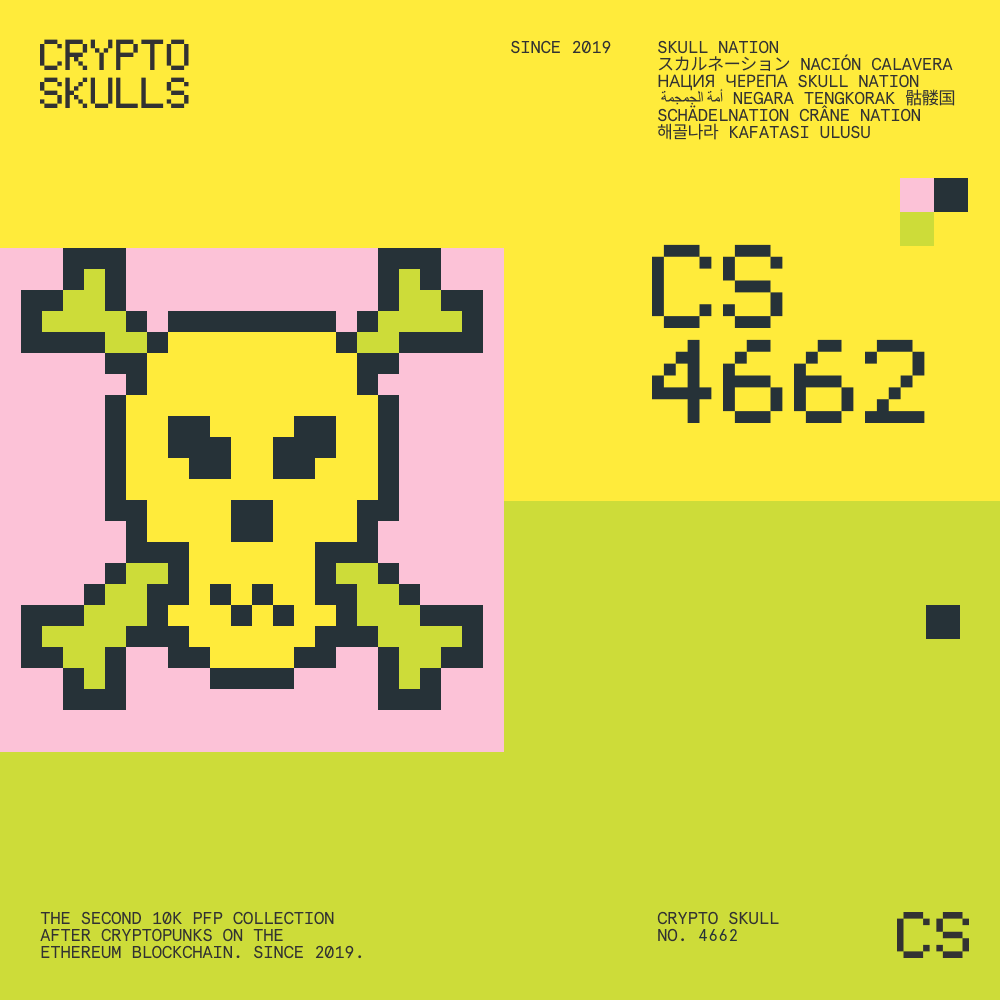 CRYPTO
SKULLS
SINCE 2019
SKULL NATION
スカルネーション NACIÓN CALAVERA
НАЦИЯ ЧЕРЕПА SKULL NATION
أمة الجمجمة NEGARA TENGKORAK 骷髅国
SCHÄDELNATION CRÂNE NATION
해골나라 KAFATASI ULUSU
CS
4662
THE SECOND 10K PFP COLLECTION
AFTER CRYPTOPUNKS ON THE
ETHEREUM BLOCKCHAIN. SINCE 2019.
CRYPTO SKULL
NO. 4662
CS